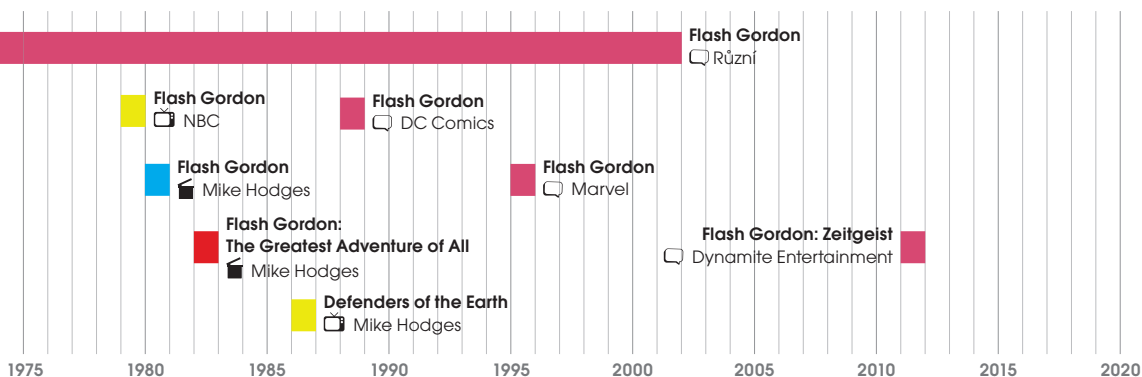 Flash Gordon
Různí
Flash Gordon
NBC
Flash Gordon
DC Comics
Flash Gordon
Mike Hodges
Flash Gordon
Marvel
Flash Gordon:
The Greatest Adventure of All
Mike Hodges
Flash Gordon: Zeitgeist
Dynamite Entertainment
Defenders of the Earth
Mike Hodges
1975 1980 1985 1990 1995 2000 2005 2010 2015 2020